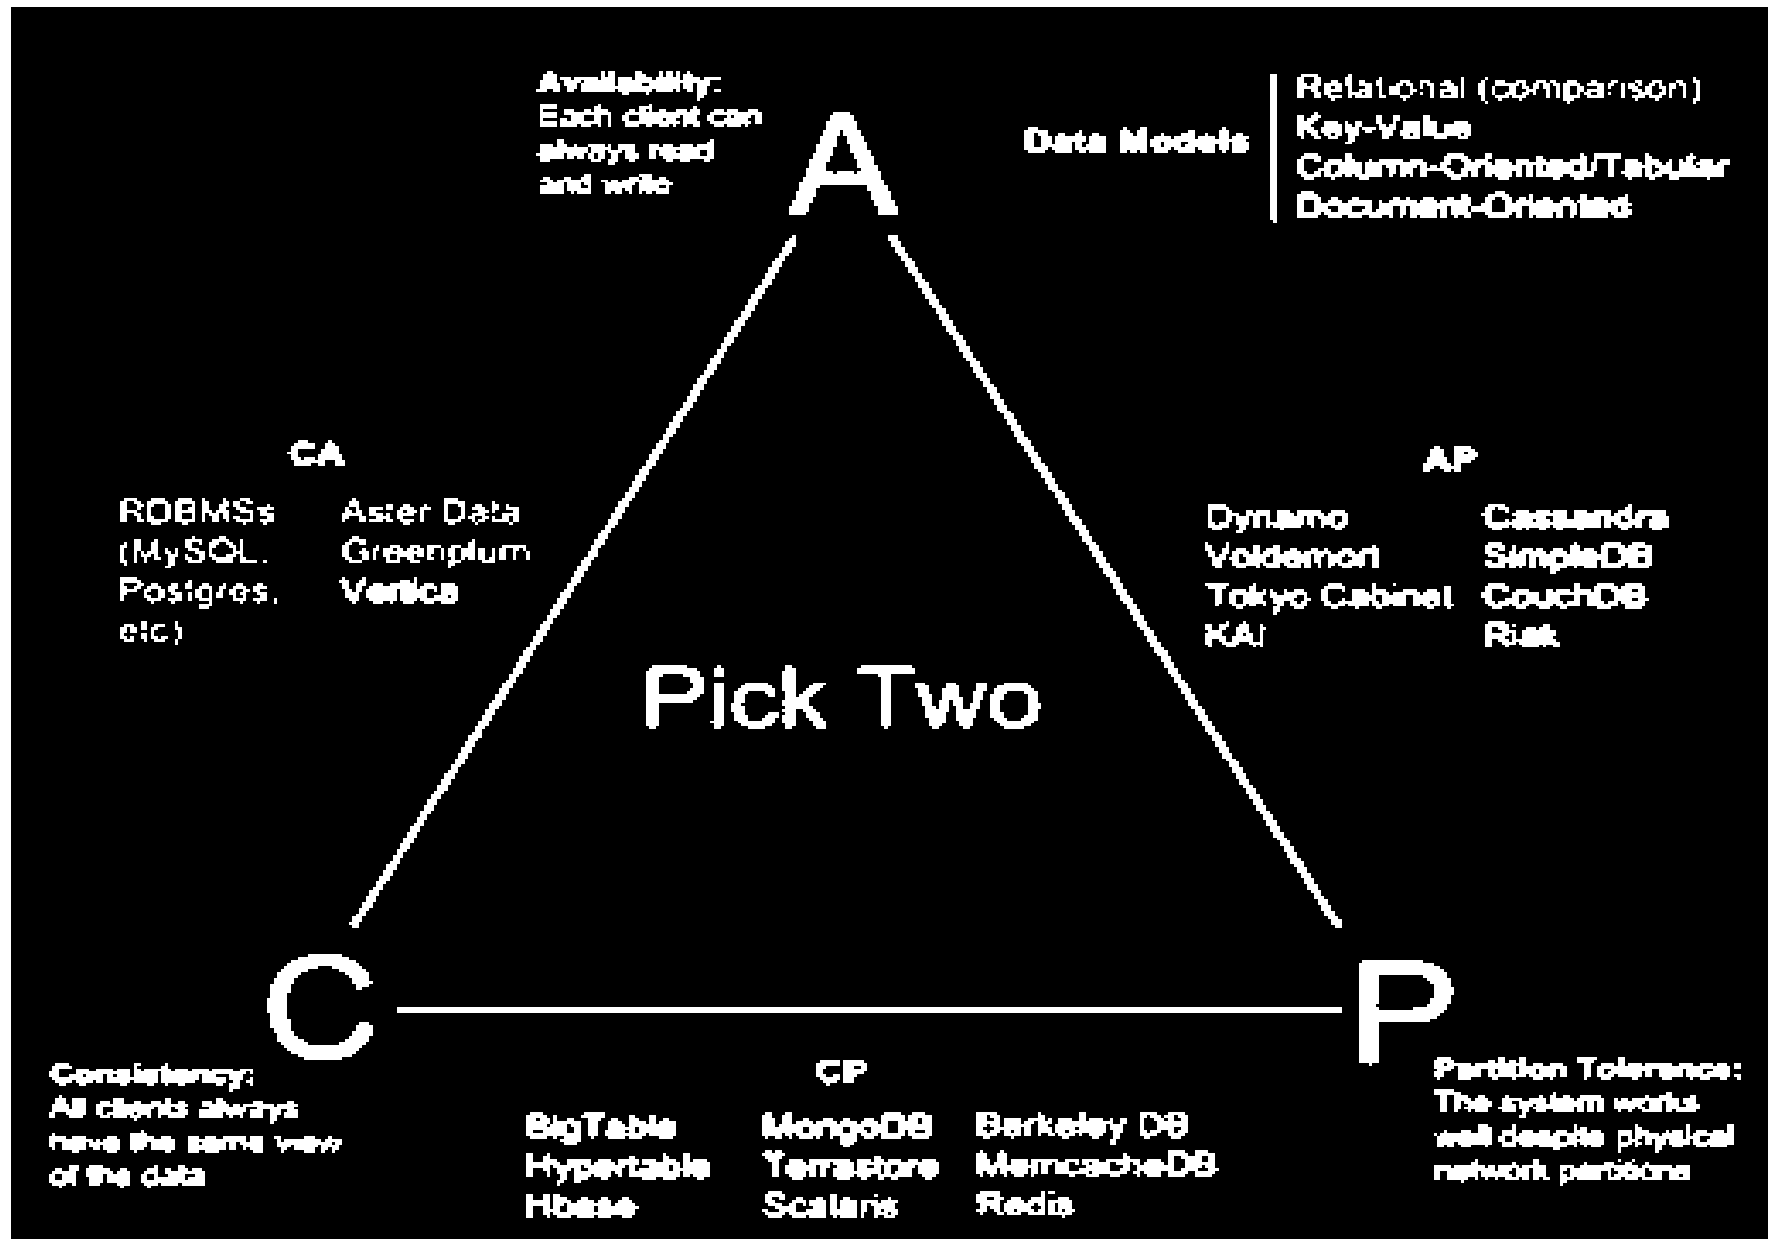 Availability:
Each client can
always read
and write
A
Data Models
Relational (comparison)
Key-Value
Column-Oriented/Tabular
Document-Oriented
CA
RDBMSs
(MySQL,
Postgres,
etc)
Aster Data
Greenplum
Vertica
AP
Dynamo
Voldemort
Tokyo Cabinet
KAI
Cassandra
SimpleDB
CouchDB
Riak
Pick Two
C
P
Consistency:
All clients always
have the same view
of the data
CP
BigTable
Hypertable
Hbase
MongoDB
Terrastore
Scalaris
Berkeley DB
MemcacheDB
Redis
Partition Tolerance:
The system works
well despite physical
network partitions